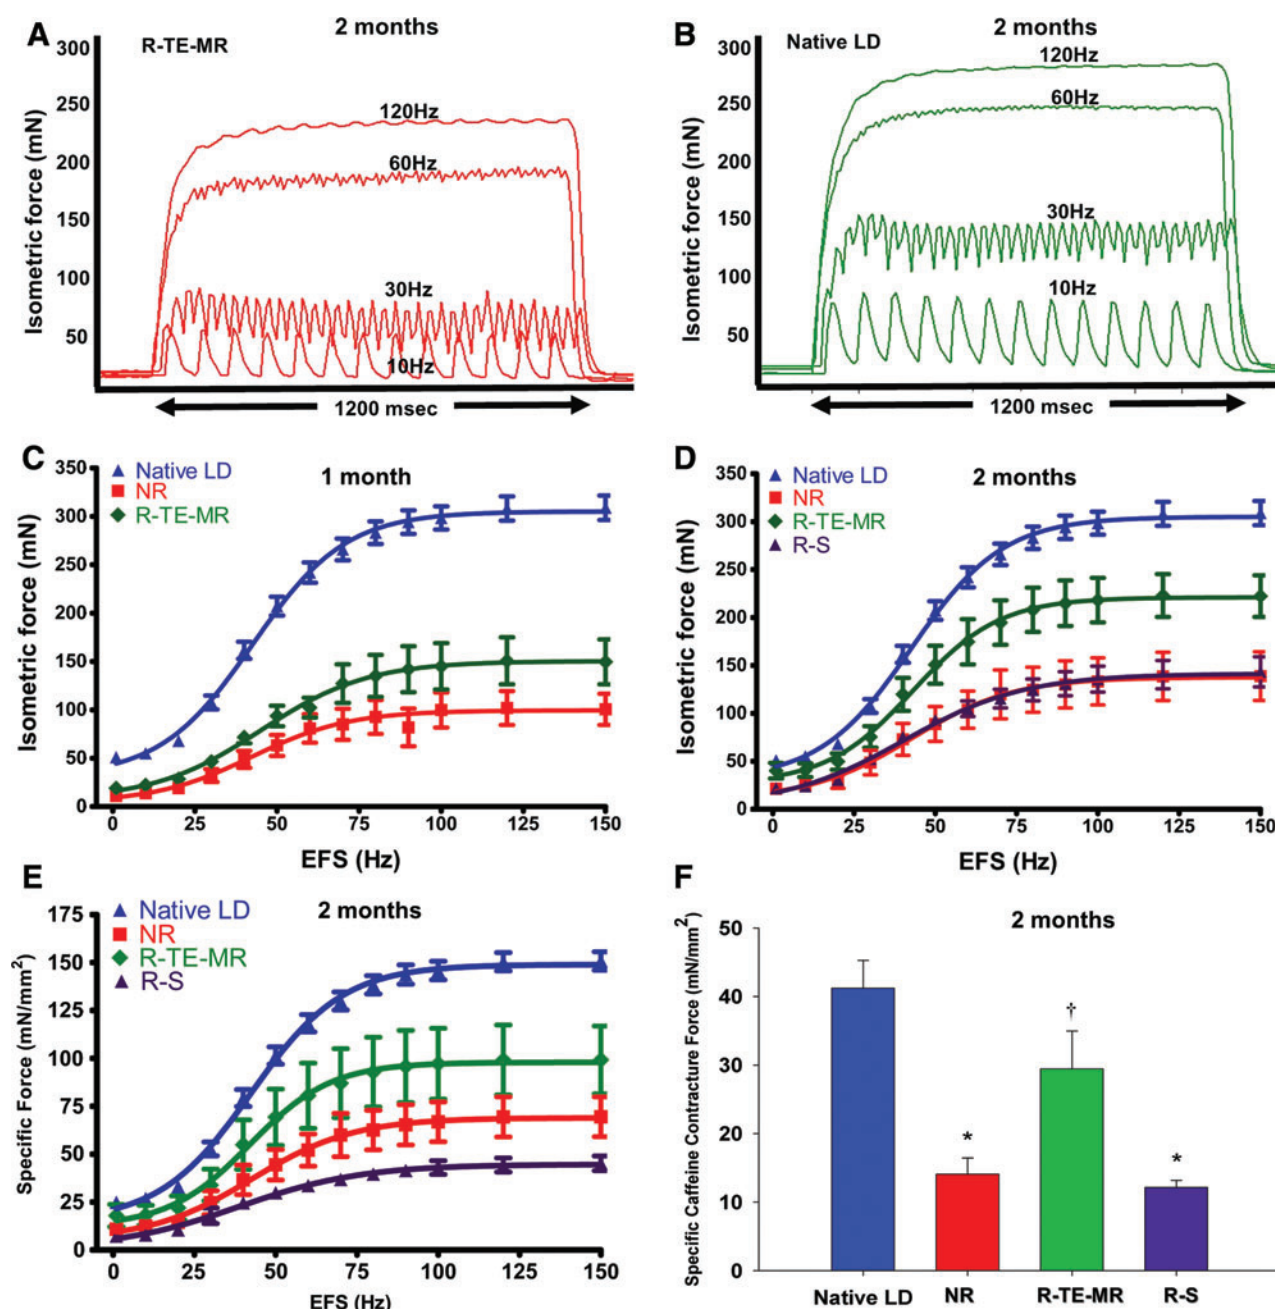 A
R-TE-MR
2 months
300
250
200
150
100
50
Isometric force (mN)
120Hz
60Hz
30Hz
10Hz
1200 msec
B
Native LD
2 months
300
250
200
150
100
50
Isometric force (mN)
120Hz
60Hz
30Hz
10Hz
1200 msec
C
1 month
Native LD
NR
R-TE-MR
350
300
250
200
150
100
50
0
Isometric force (mN)
0 25 50 75 100 125 150
EFS (Hz)
D
2 months
Native LD
NR
R-TE-MR
R-S
350
300
250
200
150
100
50
0
Isometric force (mN)
0 25 50 75 100 125 150
EFS (Hz)
E
2 months
Native LD
NR
R-TE-MR
R-S
175
150
125
100
75
50
25
0
Specific Force (mN/mm²)
0 25 50 75 100 125 150
EFS (Hz)
F
2 months
50
40
30
20
10
0
Specific Caffeine Contracture Force (mN/mm²)
*
†
*
Native LD NR R-TE-MR R-S